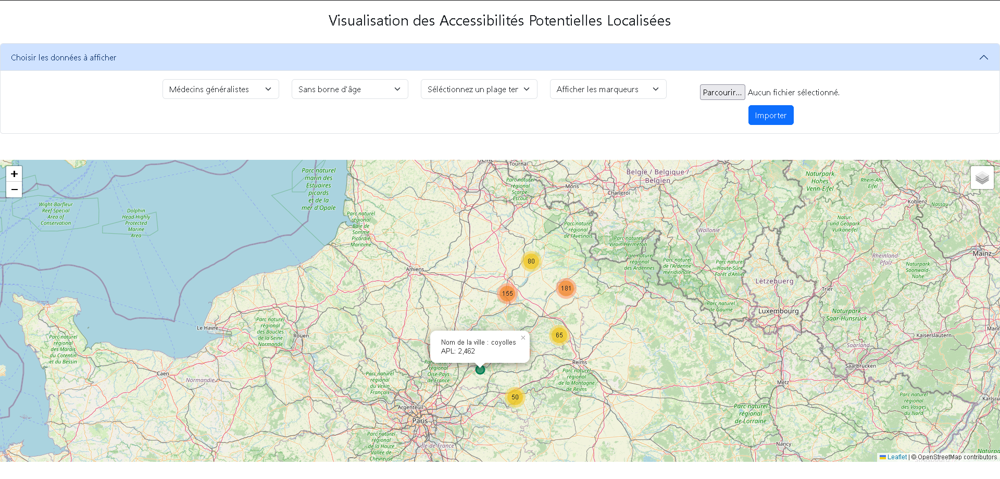 Visualisation des Accessibilités Potentielles Localisées
Choisir les données à afficher
Médecins généralistes
Sans borne d'âge
Séléctionnez un plage ter
Afficher les marqueurs
Parcourir...
Aucun fichier sélectionné.
Importer
+
−
Parc naturel
marin des
Estuaires
picards
et de la
mer d'Opale
Tournai
Parc naturel
régional
Scarpe-
Escaut
België / Belgique /
Belgien
Mons
Charleroi
Naturpark
Hohes
Venn-Eifel
Rhein-Ahr-
Eifel
Koblenz
Nassau
Wight-Barfleur
Reef Special
Area of
Conservation
Dolphin
Head Highly
Protected
Marine
Area
Parc naturel
régional
Baie de
Somme
Picardie
Maritime
Parc naturel
régional
de l'Avesnois
Wallonie
Natur-
und Geopark
Vulkaneifel
Parc naturel
Viroin-Hermeton
Parc naturel
régional
des Ardennes
Parc naturel
de l'Ardenne
méridionale
Parc naturel
Haute-Sûre
Forêt d'Anlier
Rheinland-
Pfalz
Mainz
Naturpark
Soonwald-
Nahe
80
Amiens
155
181
Lëtzebuerg
Trier
Parc naturel
de Gaume
Luxembourg
Naturpark
Saar-Hunsrück
Le Havre
Parc naturel
régional
des Boucles
de la Seine
Normande
Rouen
Parc naturel
régional
des Marais
du Cotentin
et du Bessin
65
Kaiserslautern
Saarland
Nom de la ville : coyolles
APL: 2,462
×
régional
Oise-Pays
de France
Reims
Saarbrücken
Caen
Normandie
Parc naturel
régional
du Vexin
Français
Parc naturel
régional
de la Montagne
de Reims
Metz
50
Argenteuil
Paris
Parc naturel
régional
de Lorraine
Parc naturel
régional
des Vosges
du Nord
Parc naturel
régional
de la Haute
Vallée de
Chevreuse
Île-de-France
Nancy
Leaflet | © OpenStreetMap contributors